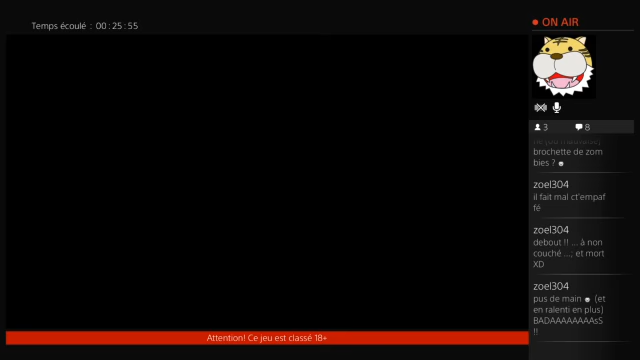 Temps écoulé : 00:25:55
ON AIR
3
8
brochette de zom
bies ?
zoel304
il fait mal ct'empaf
fé
zoel304
debout !! ... à non
couché ...; et mort
XD
zoel304
pus de main (et
en ralenti en plus)
BADAAAAAAAsS
!!
Attention! Ce jeu est classé 18+